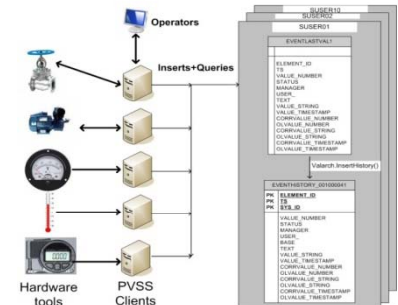 Operators
Inserts+Queries
Hardware
tools
PVSS
Clients
SUSER10
SUSER02
SUSER01
EVENTLASTVAL1
ELEMENT_ID
TS
VALUE_NUMBER
STATUS
MANAGER
USER_
TEXT
VALUE_STRING
VALUE_TIMESTAMP
CORRVALUE_NUMBER
OLVALUE_NUMBER
CORRVALUE_STRING
OLVALUE_STRING
CORRVALUE_TIMESTAMP
OLVALUE_TIMESTAMP
Valarch.InsertHistory()
PK ELEMENT_ID
PK TS
PK SYS_ID
VALUE_NUMBER
STATUS
MANAGER
USER_
BASE
TEXT
VALUE_STRING
VALUE_TIMESTAMP
CORRVALUE_NUMBER
OLVALUE_NUMBER
CORRVALUE_STRING
OLVALUE_STRING
CORRVALUE_TIMESTAMP
OLVALUE_TIMESTAMP